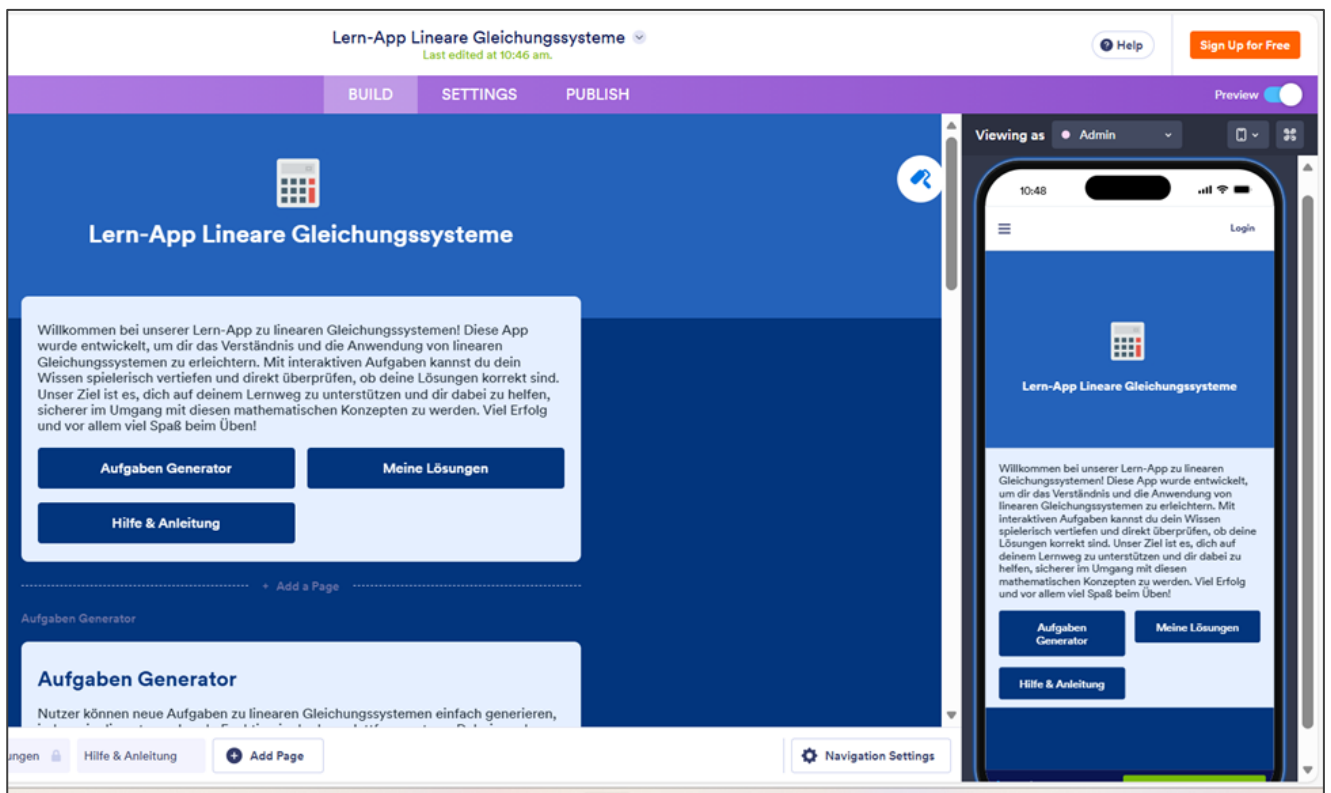 Lern-App Lineare Gleichungssysteme
Last edited at 10:46 am.
Help
Sign Up for Free
BUILD
SETTINGS
PUBLISH
Preview
Lern-App Lineare Gleichungssysteme
Willkommen bei unserer Lern-App zu linearen Gleichungssystemen! Diese App
wurde entwickelt, um dir das Verständnis und die Anwendung von linearen
Gleichungssystemen zu erleichtern. Mit interaktiven Aufgaben kannst du dein
Wissen spielerisch vertiefen und direkt überprüfen, ob deine Lösungen korrekt sind.
Unser Ziel ist es, dich auf deinem Lernweg zu unterstützen und dir dabei zu helfen,
sicherer im Umgang mit diesen mathematischen Konzepten zu werden. Viel Erfolg
und vor allem viel Spaß beim Üben!
Aufgaben Generator
Meine Lösungen
Hilfe & Anleitung
+ Add a Page
Aufgaben Generator
Aufgaben Generator
Nutzer können neue Aufgaben zu linearen Gleichungssystemen einfach generieren,
ungen
Hilfe & Anleitung
Add Page
Navigation Settings
Viewing as
Admin
10:48
Login
Lern-App Lineare Gleichungssysteme
Willkommen bei unserer Lern-App zu linearen
Gleichungssystemen! Diese App wurde entwickelt,
um dir das Verständnis und die Anwendung von
linearen Gleichungssystemen zu erleichtern. Mit
interaktiven Aufgaben kannst du dein Wissen
spielerisch vertiefen und direkt überprüfen, ob deine
Lösungen korrekt sind. Unser Ziel ist es, dich auf
deinem Lernweg zu unterstützen und dir dabei zu
helfen, sicherer im Umgang mit diesen
mathematischen Konzepten zu werden. Viel Erfolg
und vor allem viel Spaß beim Üben!
Aufgaben
Generator
Meine Lösungen
Hilfe & Anleitung